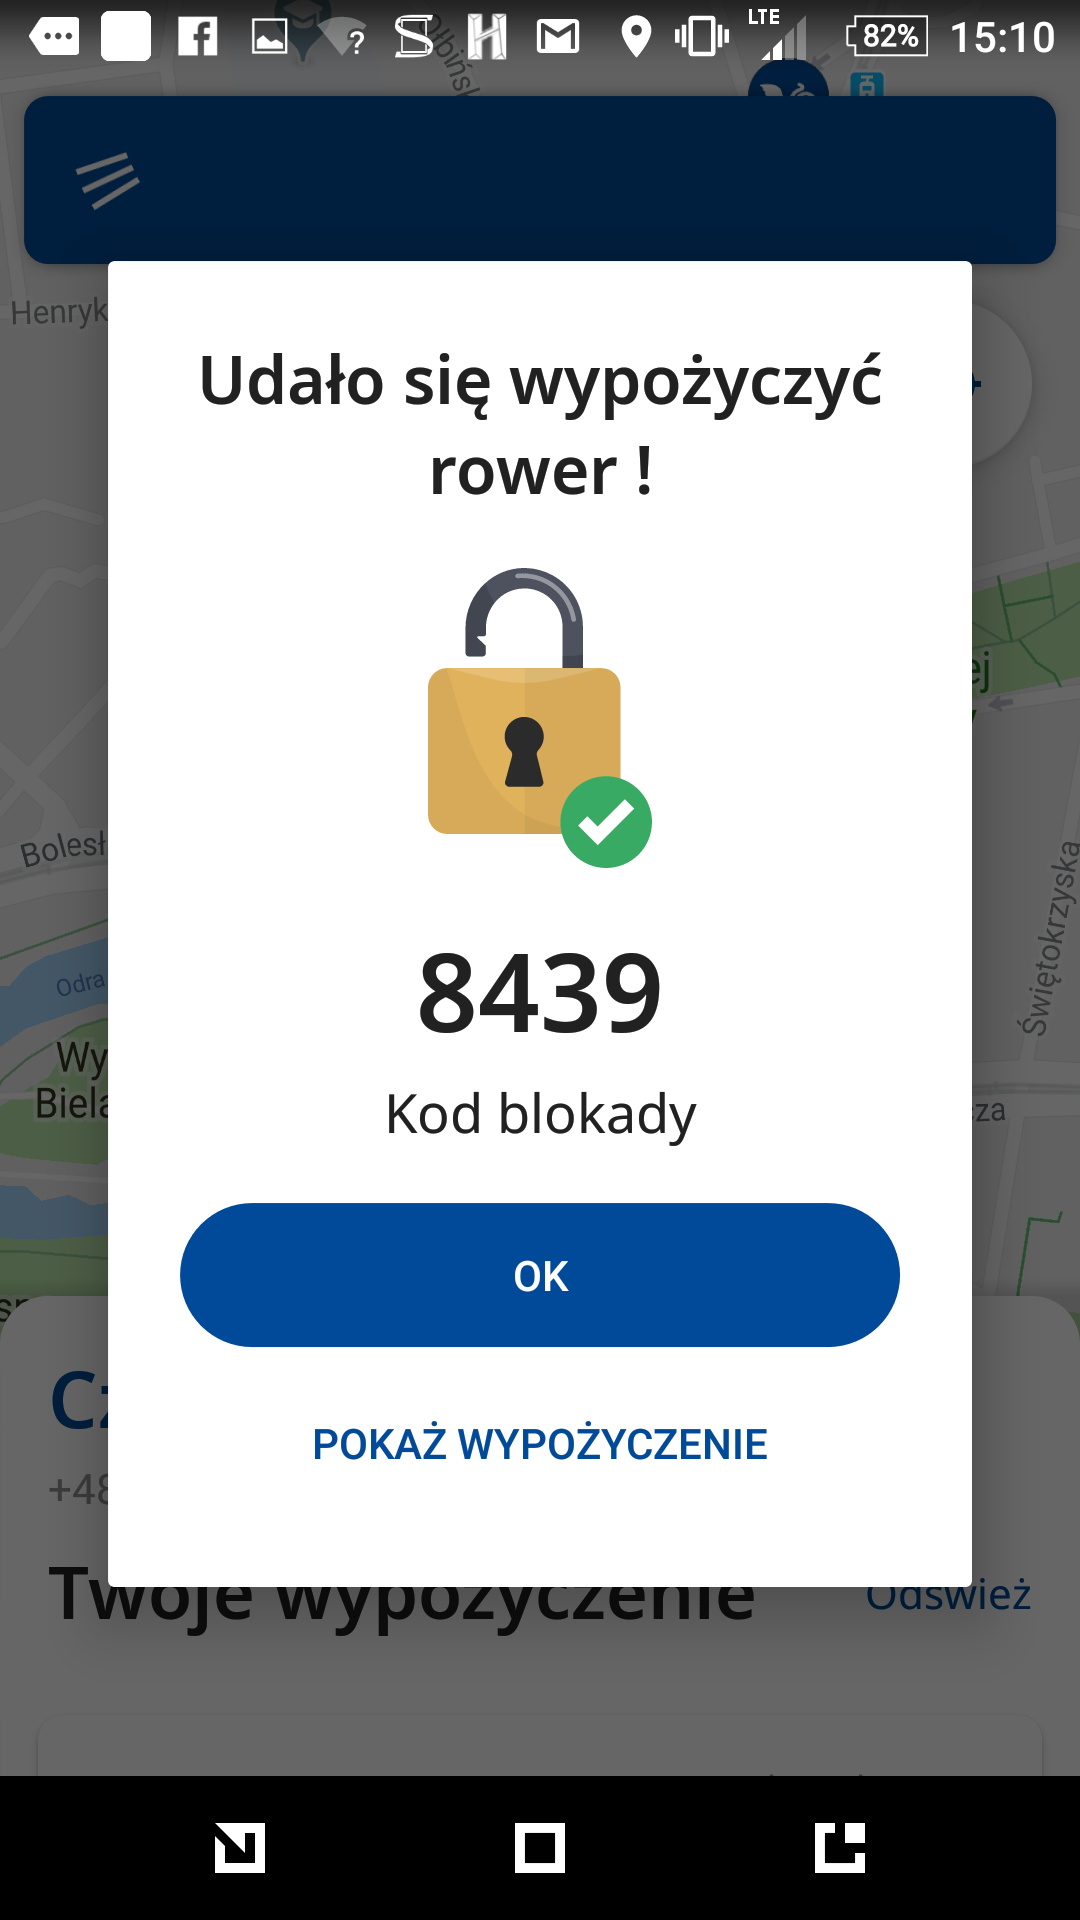 LTE
82%
15:10
Henryk
Udało się wypożyczyć
rower !
ej
Bolesł
Świętokrzyska
Odra
8439
Wy
Biela
Kod blokady
cza
OK
Cz
POKAŻ WYPOŻYCZENIE
+48
Twoje wypożyczenie
Odśwież